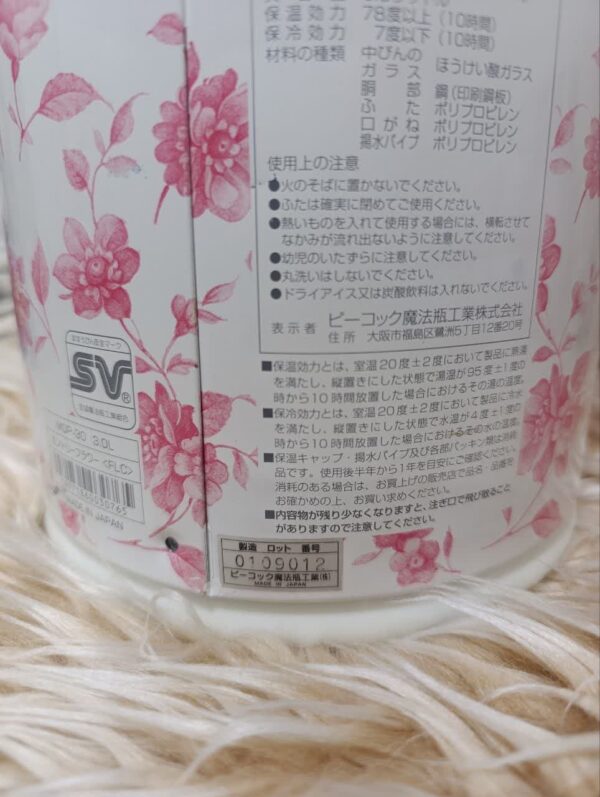 保温効力 78度以上 (10時間)
保冷効力 7度以下 (10時間)
材料の種類 中びんの
ガラス ほうけい酸ガラス
胴部 鋼(印刷鋼板)
ふた ポリプロピレン
口がね ポリプロピレン
揚水パイプ ポリプロピレン
使用上の注意
●火のそばに置かないでください。
●ふたは確実に閉めてご使用ください。
●熱いものを入れて使用する場合には、横転させて
なかみが流れ出ないように注意してください。
●幼児のいたずらに注意してください。
●丸洗いはしないでください。
●ドライアイス又は炭酸飲料は入れないでください。
表示者 ピーコック魔法瓶工業株式会社
住所 大阪市福島区鷺洲5丁目12番20号
■保温効力とは、室温20度±2度において製品に熱湯
を満たし、縦置きにした状態で湯温が95度±1度の
時から10時間放置した場合におけるその湯の温度。
■保冷効力とは、室温20度±2度において製品に冷水
を満たし、縦置きにした状態で水温が4度±1度の
時から10時間放置した場合におけるその水の温度。
■保温キャップ・揚水パイプ及び各部パッキン類は消耗
品です。使用後半年から1年を目安にご確認ください。
消耗のある場合は、お買上げの販売店で品名・品番を
お確かめの上、お買い求めください。
■内容物が残り少なくなりますと、注ぎ口で飛び散ること
がありますので注意してください。
SV®
全国魔法瓶工業組合
MDP-30 3.0L
フラワー<FLC>
MADE IN JAPAN
製造 ロット 番号
0109012
ピーコック魔法瓶工業(株)
MADE IN JAPAN